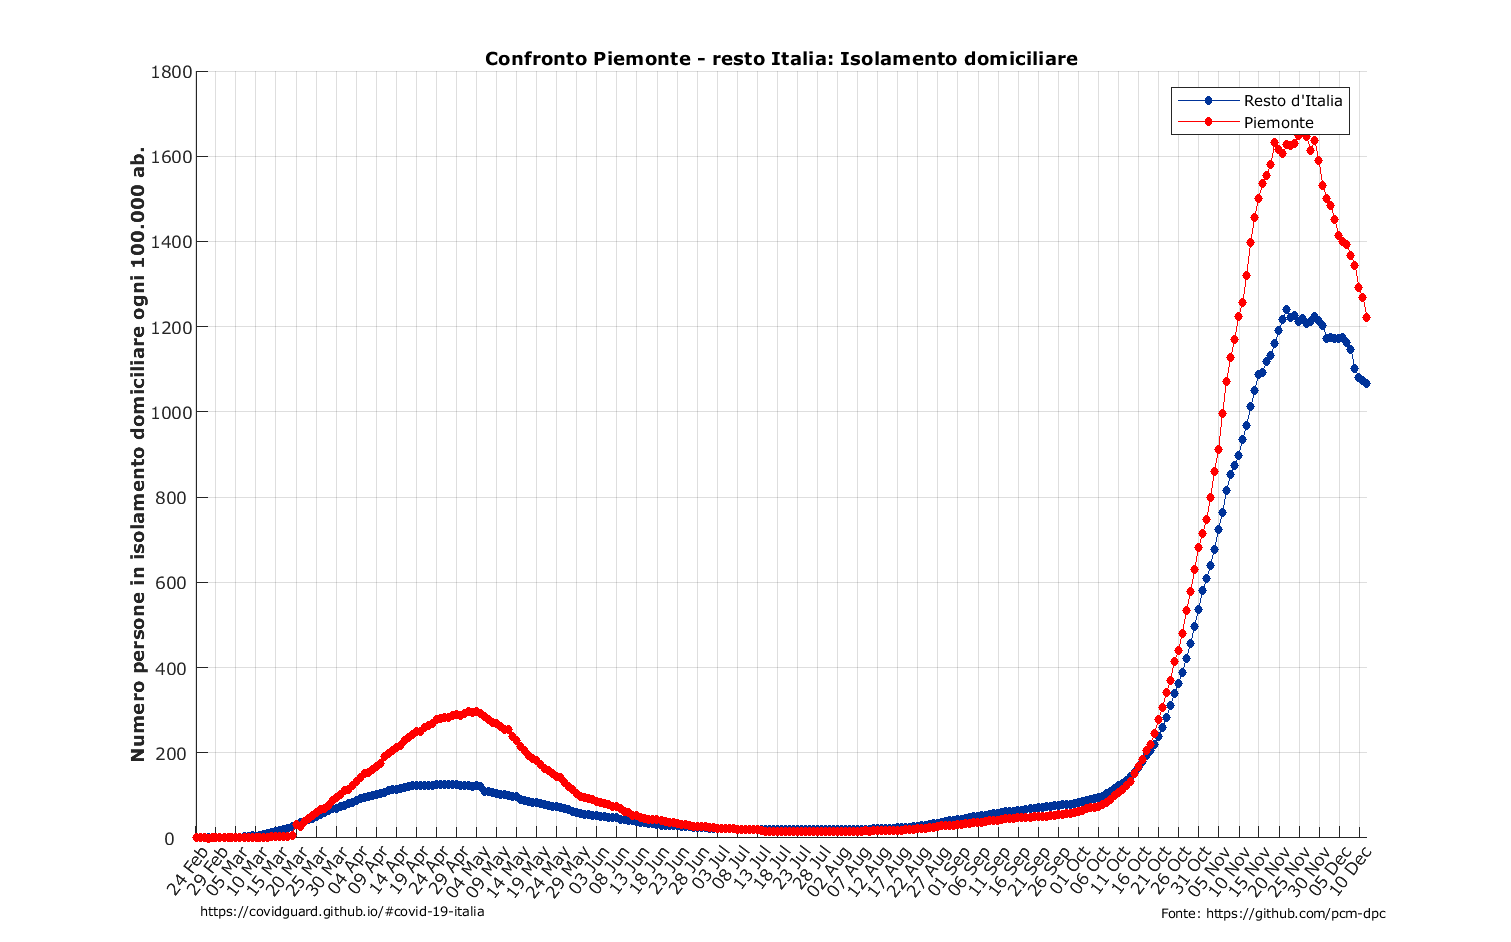 Confronto Piemonte - resto Italia: Isolamento domiciliare
Numero persone in isolamento domiciliare ogni 100.000 ab.
1800
1600
1400
1200
1000
800
600
400
200
0
Resto d'Italia
Piemonte
24 Feb
29 Feb
05 Mar
10 Mar
15 Mar
20 Mar
25 Mar
30 Mar
04 Apr
09 Apr
14 Apr
19 Apr
24 Apr
29 Apr
04 May
09 May
14 May
19 May
24 May
29 May
03 Jun
08 Jun
13 Jun
18 Jun
23 Jun
28 Jun
03 Jul
08 Jul
13 Jul
18 Jul
23 Jul
28 Jul
02 Aug
07 Aug
12 Aug
17 Aug
22 Aug
27 Aug
01 Sep
06 Sep
11 Sep
16 Sep
21 Sep
26 Sep
01 Oct
06 Oct
11 Oct
16 Oct
21 Oct
26 Oct
31 Oct
05 Nov
10 Nov
15 Nov
20 Nov
25 Nov
30 Nov
05 Dec
10 Dec
https://covidguard.github.io/#covid-19-italia
Fonte: https://github.com/pcm-dpc